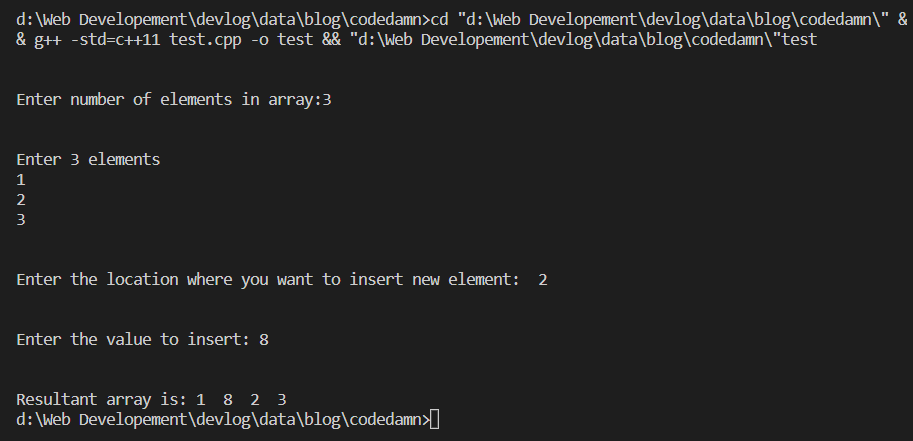 d:\Web Developement\devlog\data\blog\codedamn>cd "d:\Web Developement\devlog\data\blog\codedamn\" &
& g++ -std=c++11 test.cpp -o test && "d:\Web Developement\devlog\data\blog\codedamn\"test
Enter number of elements in array:3
Enter 3 elements
1
2
3
Enter the location where you want to insert new element:  2
Enter the value to insert: 8
Resultant array is: 1  8  2  3
d:\Web Developement\devlog\data\blog\codedamn>